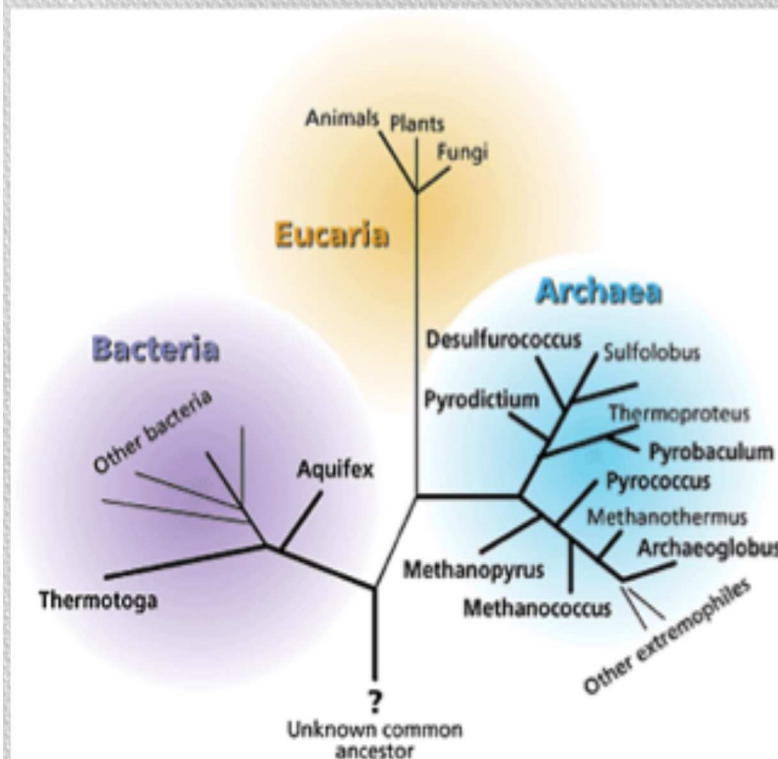 Animals
Plants
Fungi
Eucaria
Archaea
Bacteria
Desulfurococcus
Sulfolobus
Pyrodictium
Thermoproteus
Pyrobaculum
Other bacteria
Aquifex
Pyrococcus
Methanothermus
Archaeoglobus
Methanopyrus
Methanococcus
Thermotoga
Other extremophiles
?
Unknown common
ancestor